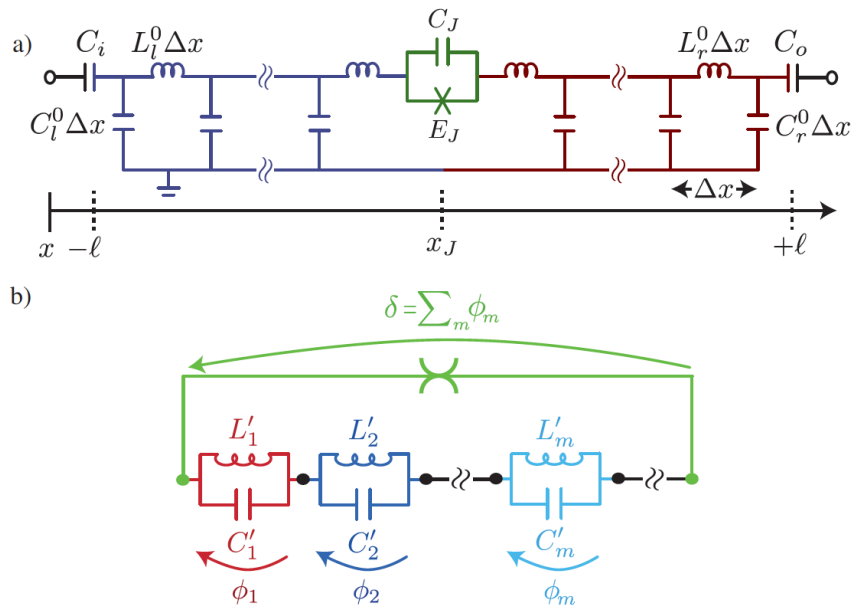 a)
C_i
L_l^0 Δx
C_J
L_r^0 Δx
C_o
C_l^0 Δx
E_J
C_r^0 Δx
Δx
x
-ℓ
x_J
+ℓ
b)
δ=∑_m ϕ_m
L'_1
L'_2
L'_m
C'_1
C'_2
C'_m
ϕ_1
ϕ_2
ϕ_m